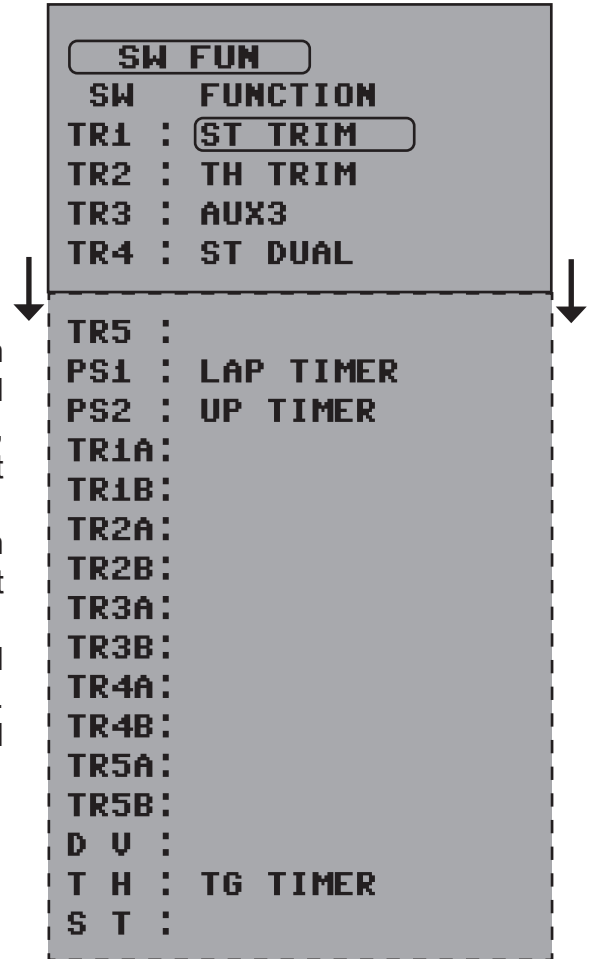 SW FUN
SW FUNCTION
TR1 : ST TRIM
TR2 : TH TRIM
TR3 : AUX3
TR4 : ST DUAL
TR5 :
PS1 : LAP TIMER
PS2 : UP TIMER
TR1A:
TR1B:
TR2A:
TR2B:
TR3A:
TR3B:
TR4A:
TR4B:
TR5A:
TR5B:
D V :
T H : TG TIMER
S T :